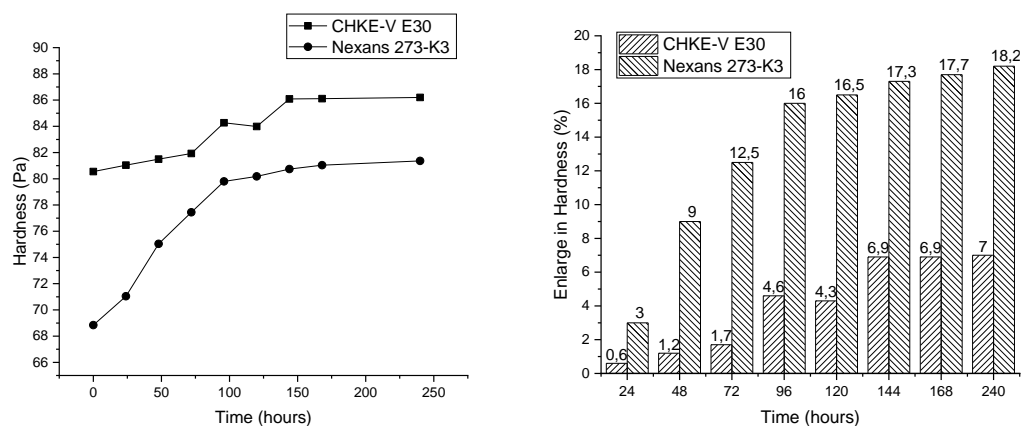 CHKE-V E30
Nexans 273-K3
90
88
86
84
82
80
78
76
74
72
70
68
66
Hardness (Pa)
0 50 100 150 200 250
Time (hours)
CHKE-V E30
Nexans 273-K3
20
18
16
14
12
10
8
6
4
2
0
Enlarge in Hardness (%)
0,6 3 1,2 9 1,7 12,5 4,6 16 4,3 16,5 6,9 17,3 6,9 17,7 7 18,2
24 48 72 96 120 144 168 240
Time (hours)